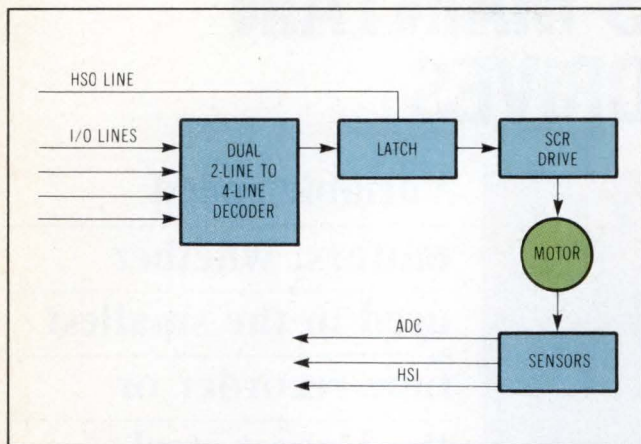 HSO LINE
I/O LINES
DUAL
2-LINE TO
4-LINE
DECODER
LATCH
SCR
DRIVE
MOTOR
SENSORS
ADC
HSI